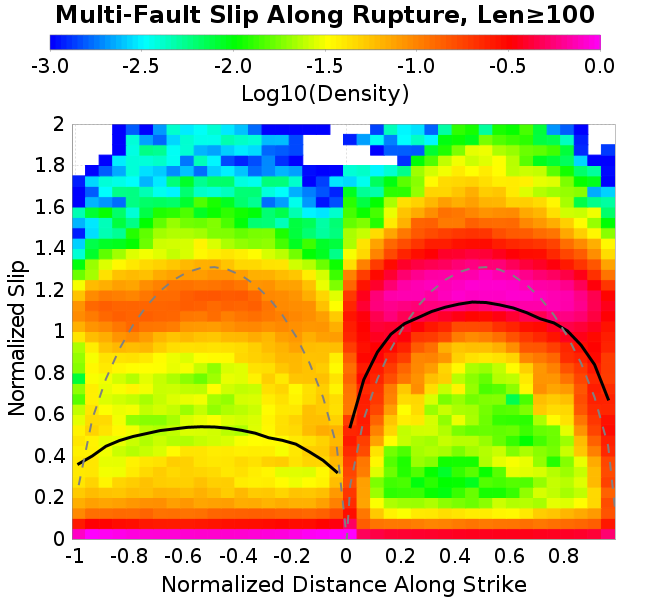 Multi-Fault Slip Along Rupture, Len≥100
-3.0 -2.5 -2.0 -1.5 -1.0 -0.5 0.0
Log10(Density)
2
1.8
1.6
1.4
1.2
1
0.8
0.6
0.4
0.2
0
Normalized Slip
-1 -0.8 -0.6 -0.4 -0.2 0 0.2 0.4 0.6 0.8
Normalized Distance Along Strike